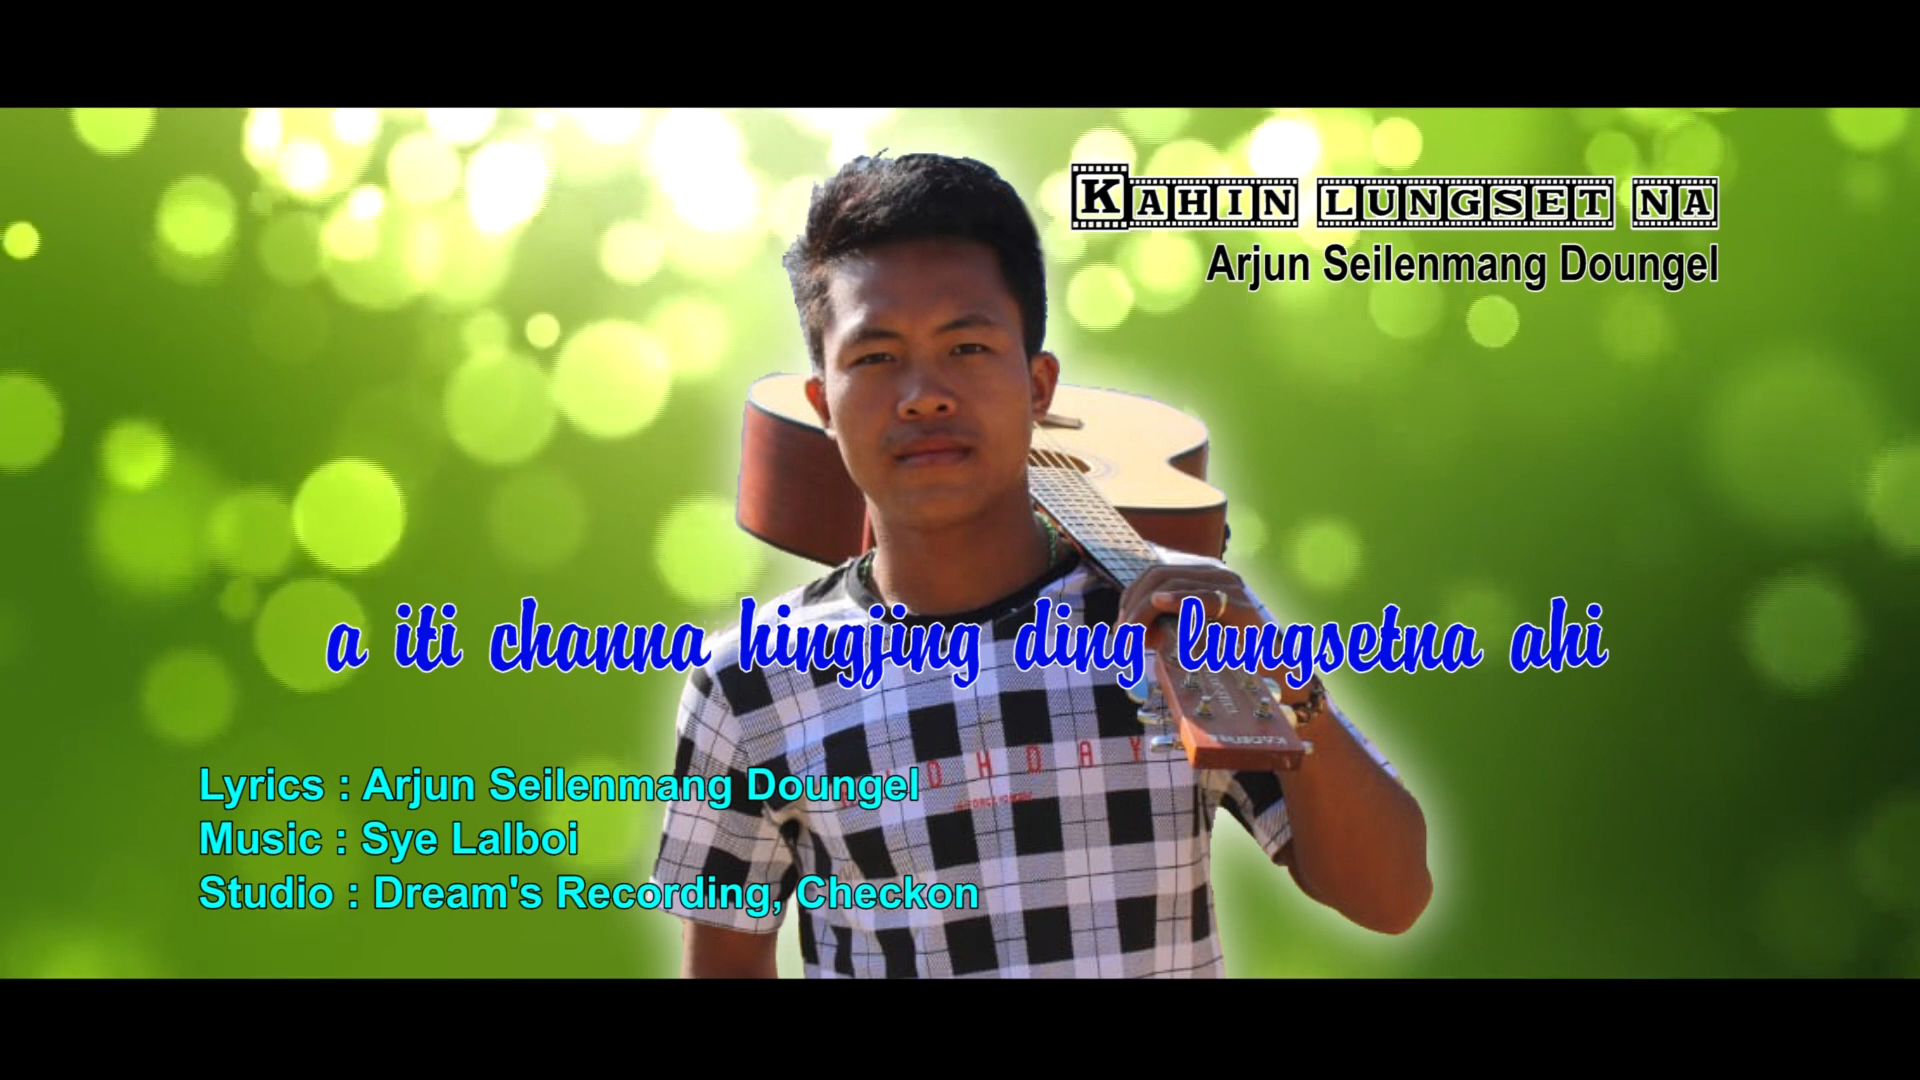 Kahin lungset na
Arjun Seilenmang Doungel
a iti channa hingjing ding lungsetna ahi
Lyrics : Arjun Seilenmang Doungel
Music : Sye Lalboi
Studio : Dream's Recording, Checkon